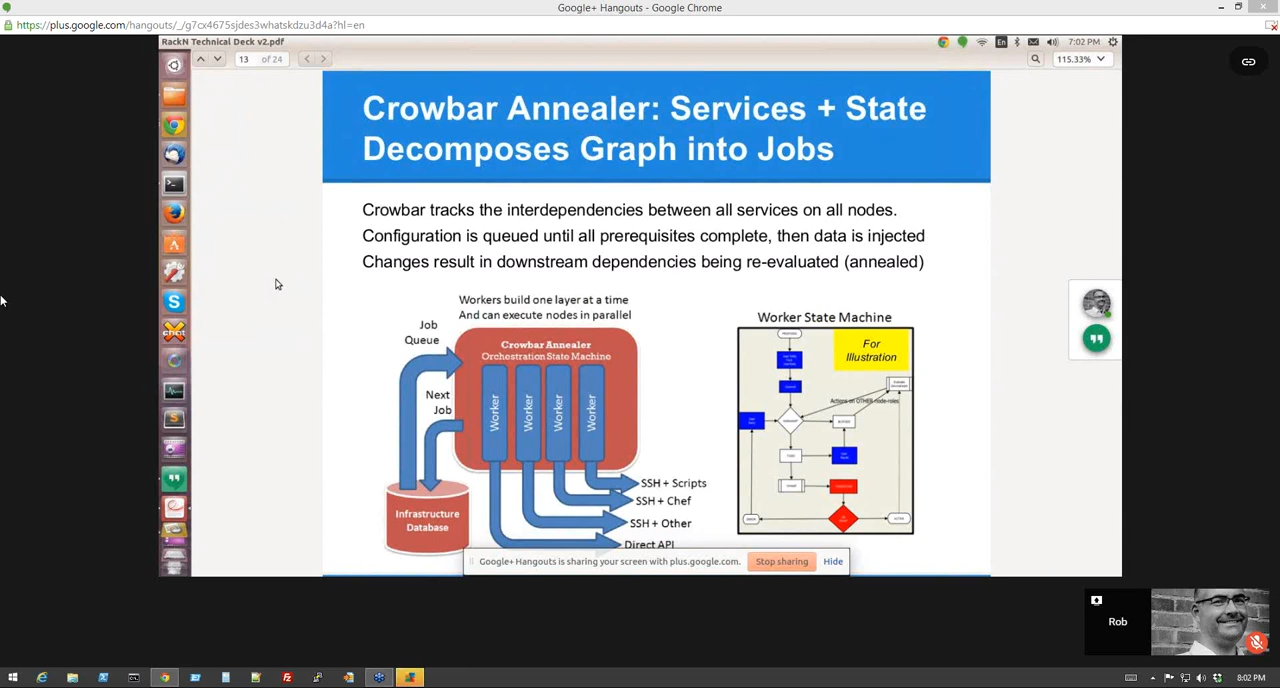 Google+ Hangouts - Google Chrome
https://plus.google.com/hangouts/_/g7cx4675sjdes3whatskdzu3d4a?hl=en
RackN Technical Deck v2.pdf
En
7:02 PM
13 of 24
115.33%
Crowbar Annealer: Services + State
Decomposes Graph into Jobs
Crowbar tracks the interdependencies between all services on all nodes.
Configuration is queued until all prerequisites complete, then data is injected
Changes result in downstream dependencies being re-evaluated (annealed)
Workers build one layer at a time
And can execute nodes in parallel
Job
Queue
Crowbar Annealer
Orchestration State Machine
Next
Job
Worker
Worker
Worker
Worker
SSH + Scripts
SSH + Chef
SSH + Other
Direct API
Infrastructure
Database
Worker State Machine
For
Illustration
Actions on OTHER node-roles
Google+ Hangouts is sharing your screen with plus.google.com.
Stop sharing
Hide
Rob
8:02 PM